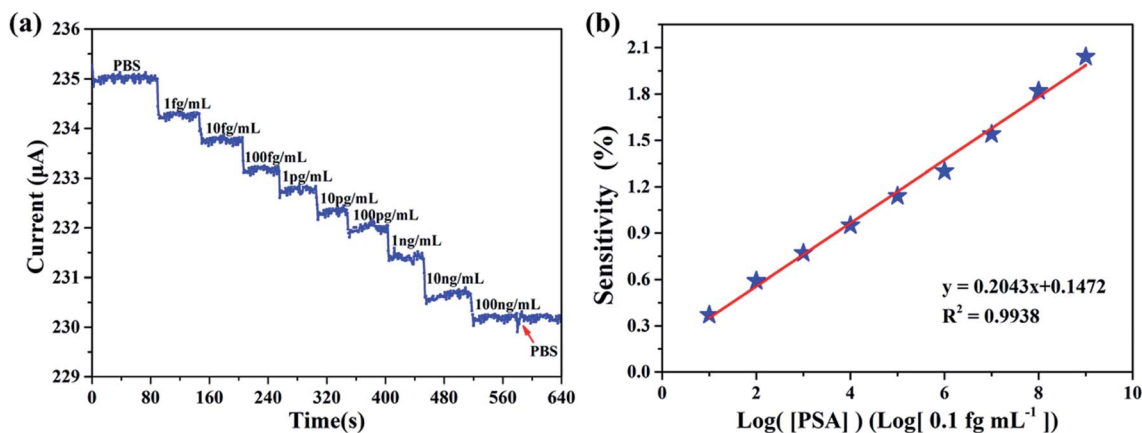 (a)
236
235
234
233
232
231
230
229
Current (μA)
PBS
1fg/mL
10fg/mL
100fg/mL
1pg/mL
10pg/mL
100pg/mL
1ng/mL
10ng/mL
100ng/mL
PBS
0 80 160 240 320 400 480 560 640
Time(s)
(b)
2.1
1.8
1.5
1.2
0.9
0.6
0.3
0.0
Sensitivity (%)
y = 0.2043x+0.1472
R² = 0.9938
0 2 4 6 8 10
Log( [PSA] ) (Log[ 0.1 fg mL⁻¹ ])